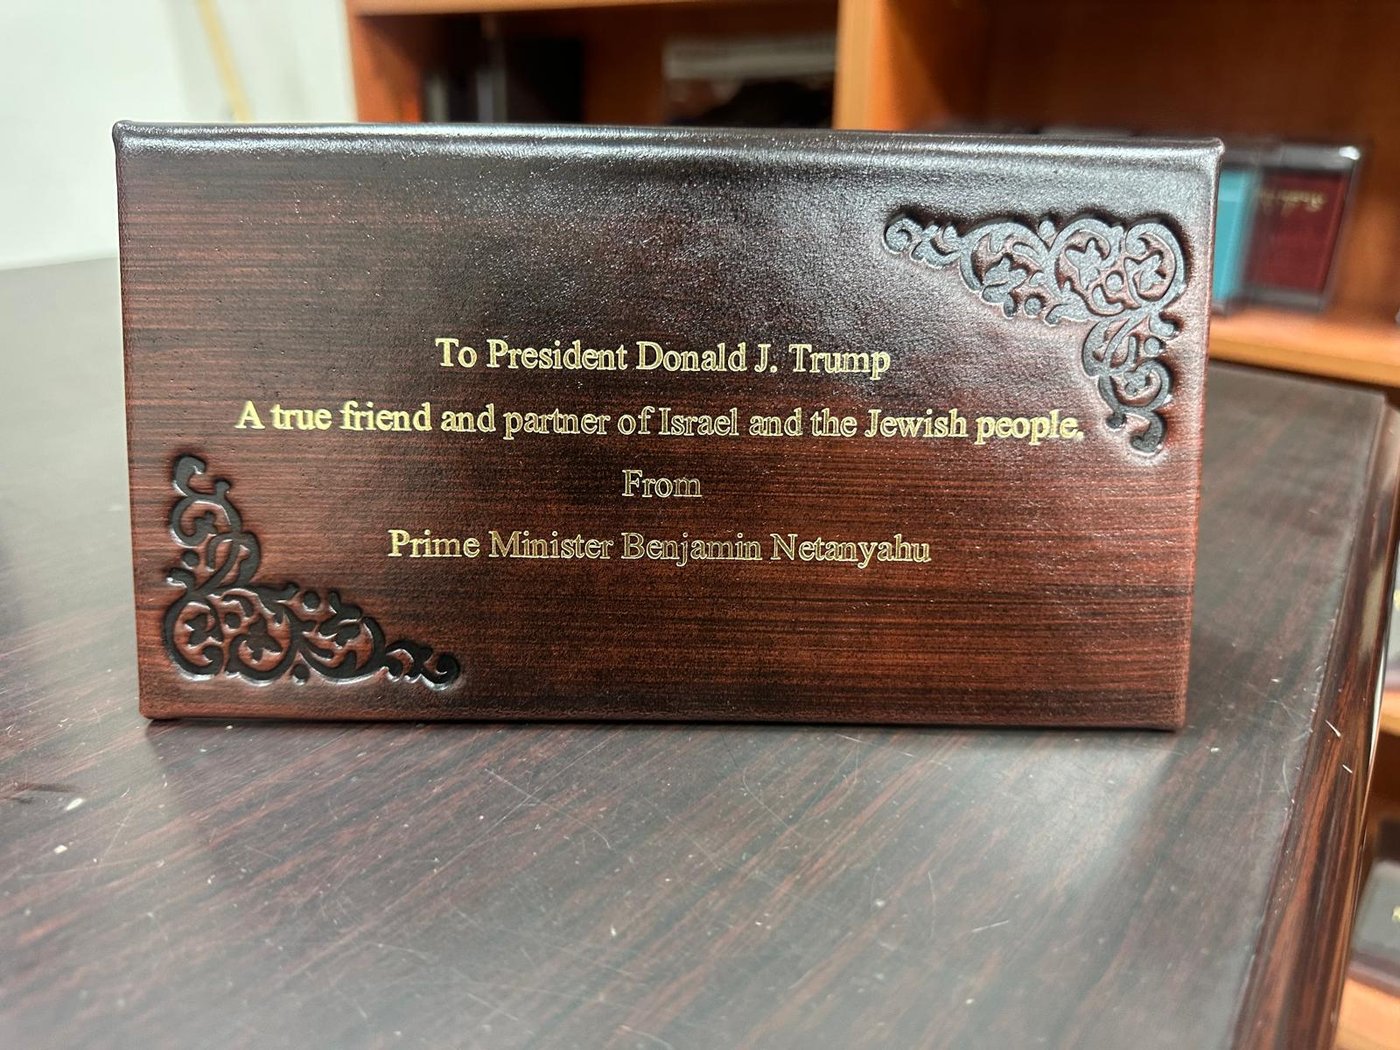 To President Donald J. Trump
A true friend and partner of Israel and the Jewish people.
From
Prime Minister Benjamin Netanyahu